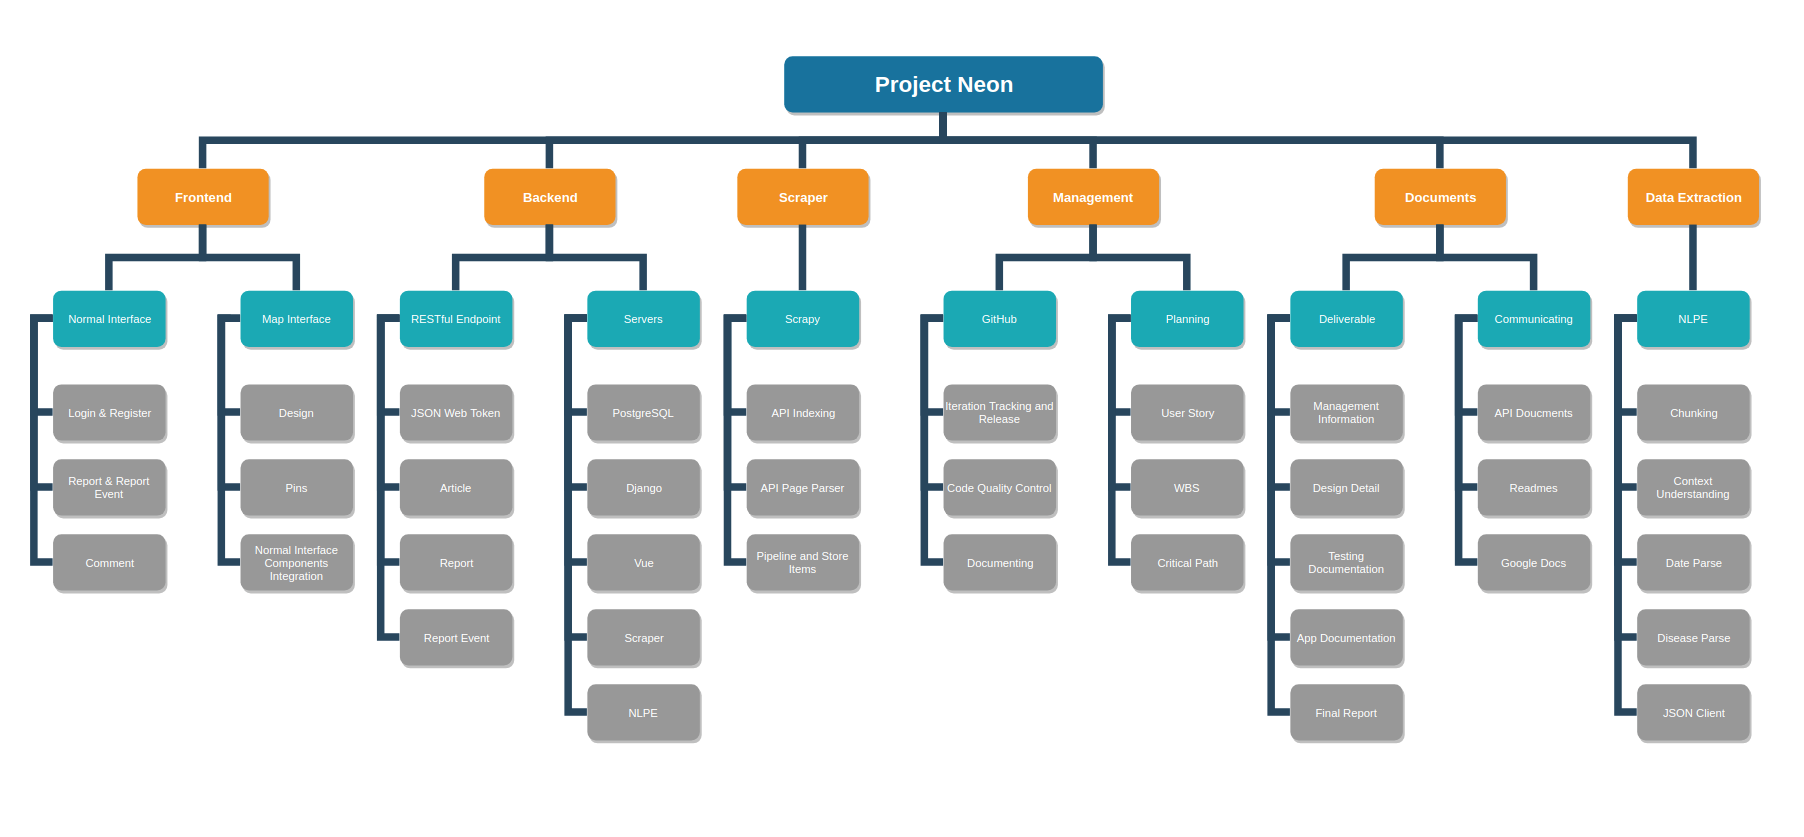 Project Neon
Frontend
Backend
Scraper
Management
Documents
Data Extraction
Normal Interface
Map Interface
RESTful Endpoint
Servers
Scrapy
GitHub
Planning
Deliverable
Communicating
NLPE
Login & Register
Design
JSON Web Token
PostgreSQL
API Indexing
Iteration Tracking and
Release
User Story
Management
Information
API Doucments
Chunking
Report & Report
Event
Pins
Article
Django
API Page Parser
Code Quality Control
WBS
Design Detail
Readmes
Context
Understanding
Comment
Normal Interface
Components
Integration
Report
Vue
Pipeline and Store
Items
Documenting
Critical Path
Testing
Documentation
Google Docs
Date Parse
Report Event
Scraper
App Documentation
Disease Parse
NLPE
Final Report
JSON Client